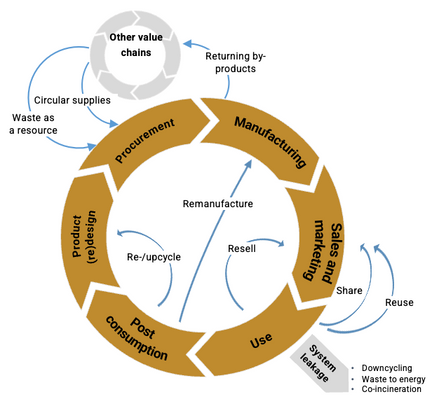 Other value
chains
Returning by-
products
Circular supplies
Waste as
a resource
Procurement
Manufacturing
Product
(re)design
Sales and
marketing
Remanufacture
Re-/upcycle
Resell
Share
Reuse
Post
consumption
Use
System
leakage
• Downcycling
• Waste to energy
• Co-incineration